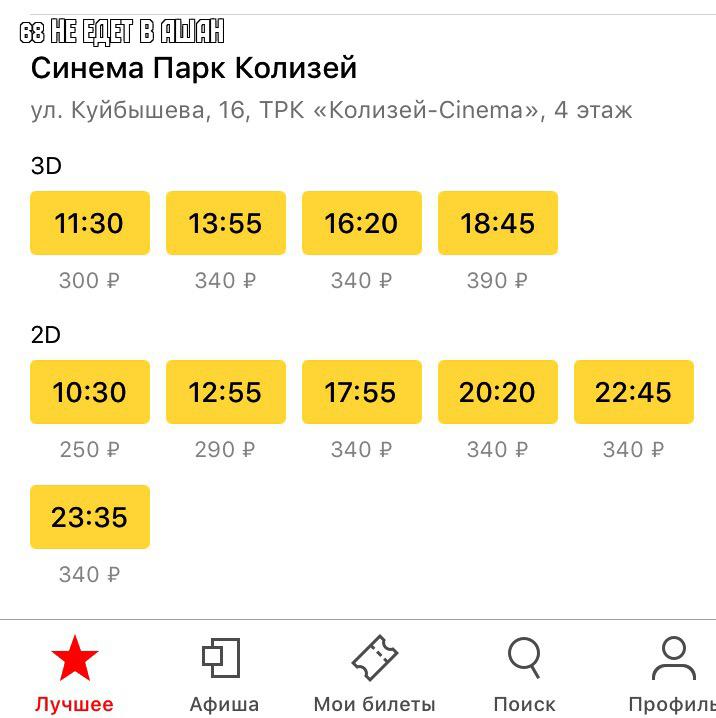 68 НЕ ЕДЕТ В АШАН
Синема Парк Колизей
ул. Куйбышева, 16, ТРК «Колизей-Cinema», 4 этаж
3D
11:30 13:55 16:20 18:45
300 ₽ 340 ₽ 340 ₽ 390 ₽
2D
10:30 12:55 17:55 20:20 22:45
250 ₽ 290 ₽ 340 ₽ 340 ₽ 340 ₽
23:35
340 ₽
Лучшее Афиша Мои билеты Поиск Профиль